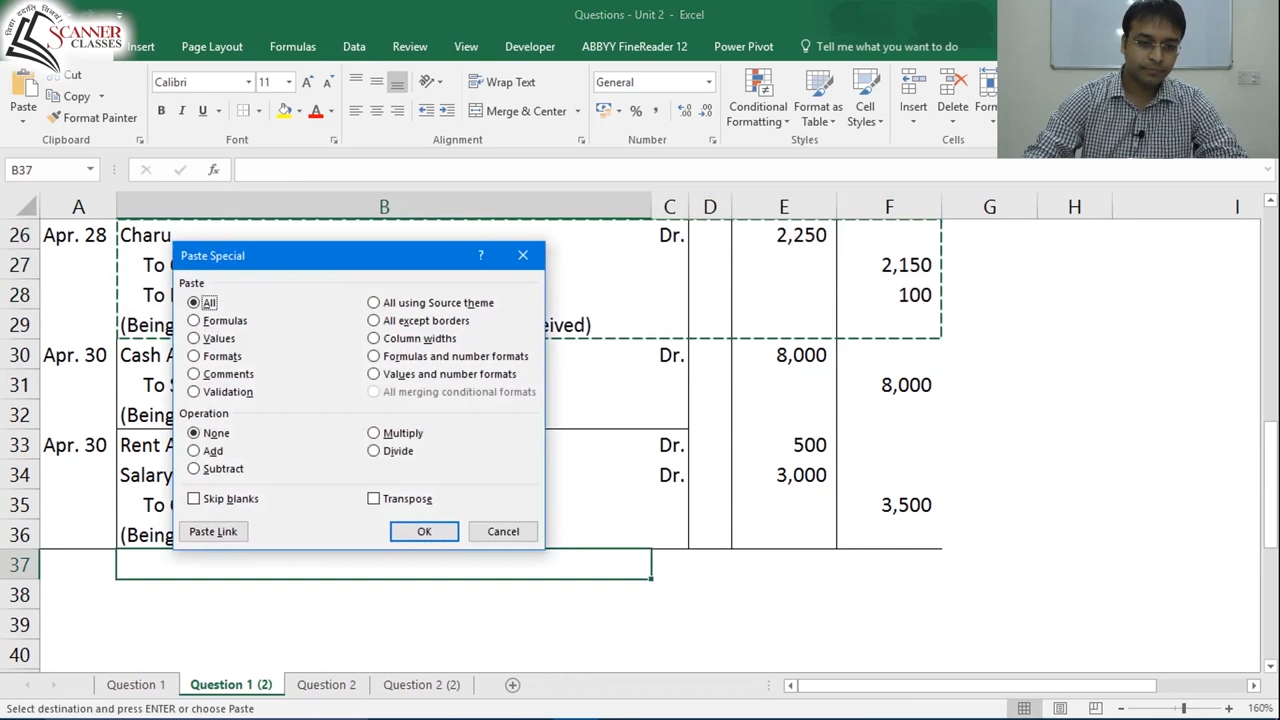 SCANNER
CLASSES
Questions - Unit 2 - Excel
Insert Page Layout Formulas Data Review View Developer ABBYY FineReader 12 Power Pivot Tell me what you want to do
Paste
Cut
Copy
Format Painter
Clipboard
Calibri 11
B I U
Font
Wrap Text
Merge & Center
Alignment
General
%
Number
Conditional Formatting
Format as Table
Cell Styles
Styles
Insert
Delete
Cells
B37
fx
A B C D E F G H I
26 Apr. 28 Charu Dr. 2,250
27 To 2,150
28 To 100
29 (Being eived)
30 Apr. 30 Cash A Dr. 8,000
31 To S 8,000
32 (Being
33 Apr. 30 Rent A Dr. 500
34 Salary Dr. 3,000
35 To 3,500
36 (Being
37
38
39
40
Paste Special ?
Paste
All All using Source theme
Formulas All except borders
Values Column widths
Formats Formulas and number formats
Comments Values and number formats
Validation All merging conditional formats
Operation
None Multiply
Add Divide
Subtract
Skip blanks Transpose
Paste Link OK Cancel
Question 1 Question 1 (2) Question 2 Question 2 (2)
Select destination and press ENTER or choose Paste
160%